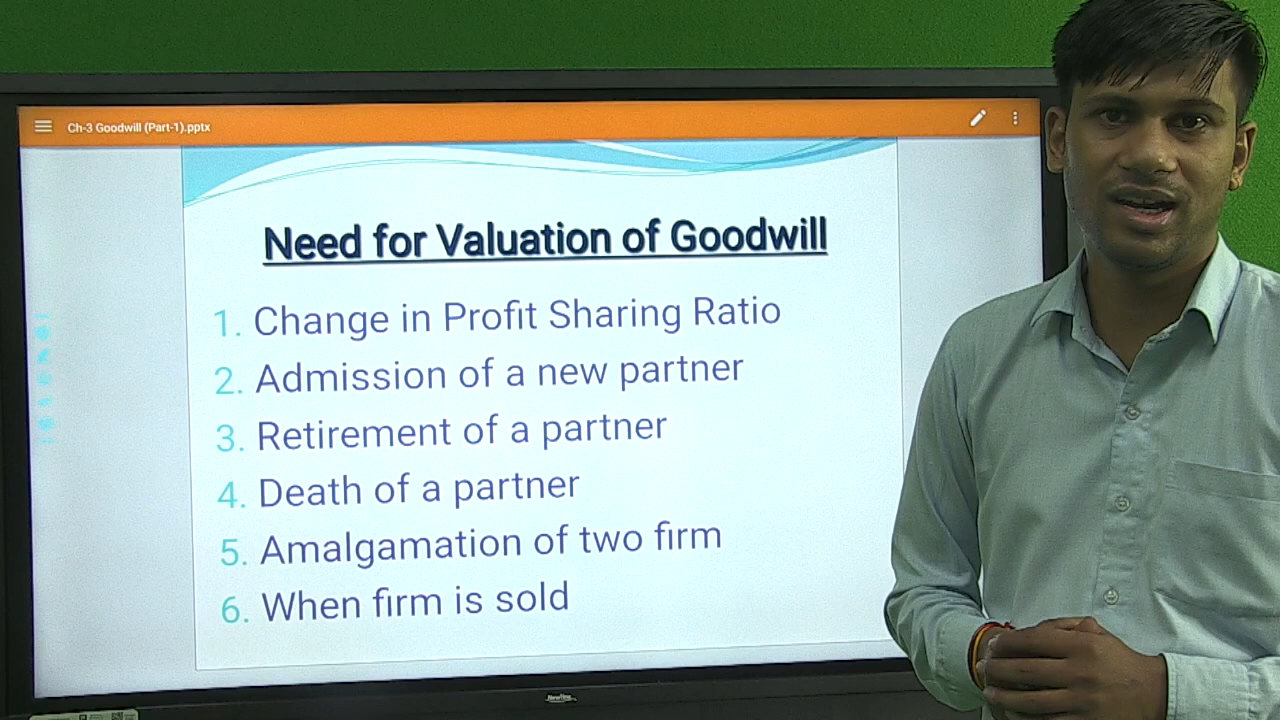 Ch-3 Goodwill (Part-1).pptx
Need for Valuation of Goodwill
1. Change in Profit Sharing Ratio
2. Admission of a new partner
3. Retirement of a partner
4. Death of a partner
5. Amalgamation of two firm
6. When firm is sold